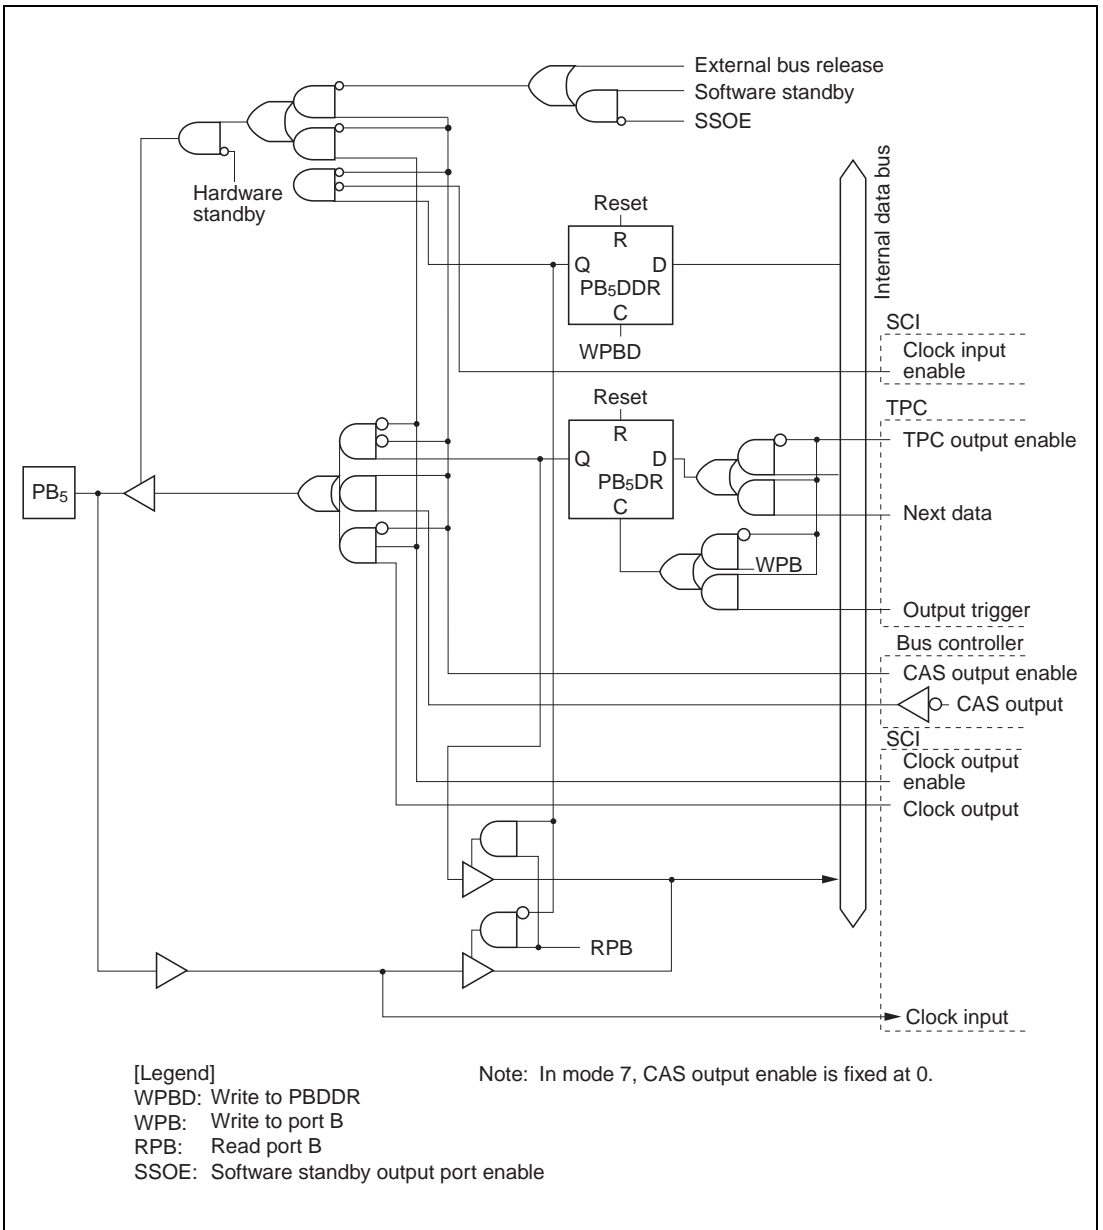 External bus release
Software standby
SSOE
Hardware
standby
Internal data bus
Reset
R
Q
D
PB5DDR
C
WPBD
SCI
Clock input
enable
Reset
R
Q
D
PB5DR
C
TPC
TPC output enable
Next data
WPB
Output trigger
PB5
Bus controller
CAS output enable
CAS output
SCI
Clock output
enable
Clock output
RPB
Clock input
[Legend]
WPBD: Write to PBDDR
WPB: Write to port B
RPB: Read port B
SSOE: Software standby output port enable
Note: In mode 7, CAS output enable is fixed at 0.